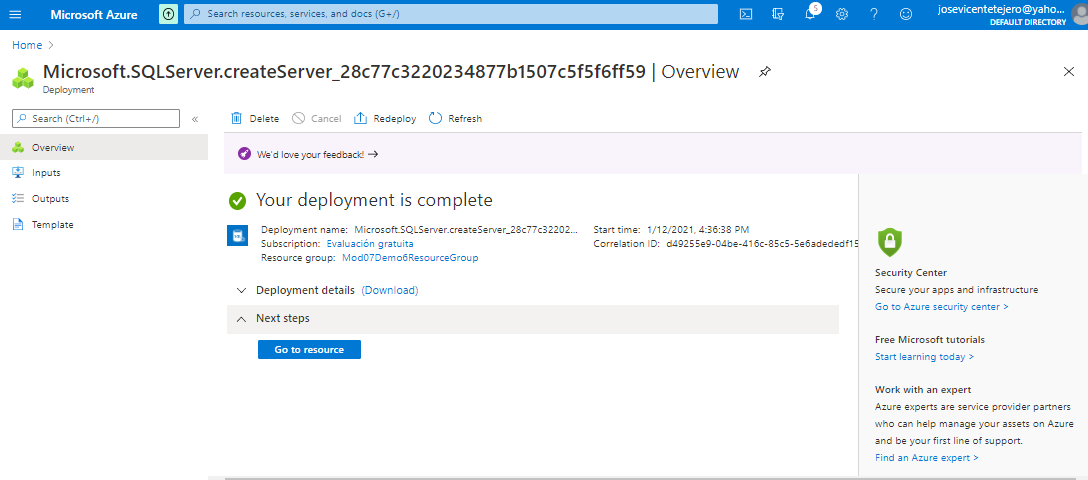 Microsoft Azure
Search resources, services, and docs (G+/)
5
josevicentetejero@yaho...
DEFAULT DIRECTORY
Home
Microsoft.SQLServer.createServer_28c77c3220234877b1507c5f5f6ff59 | Overview
Deployment
Search (Ctrl+/)
Overview
Inputs
Outputs
Template
Delete
Cancel
Redeploy
Refresh
We'd love your feedback! →
Your deployment is complete
Deployment name: Microsoft.SQLServer.createServer_28c77c32202...
Subscription: Evaluación gratuita
Resource group: Mod07Demo6ResourceGroup
Start time: 1/12/2021, 4:36:38 PM
Correlation ID: d49255e9-04be-416c-85c5-5e6adededf15
Deployment details (Download)
Next steps
Go to resource
Security Center
Secure your apps and infrastructure
Go to Azure security center >
Free Microsoft tutorials
Start learning today >
Work with an expert
Azure experts are service provider partners
who can help manage your assets on Azure
and be your first line of support.
Find an Azure expert >